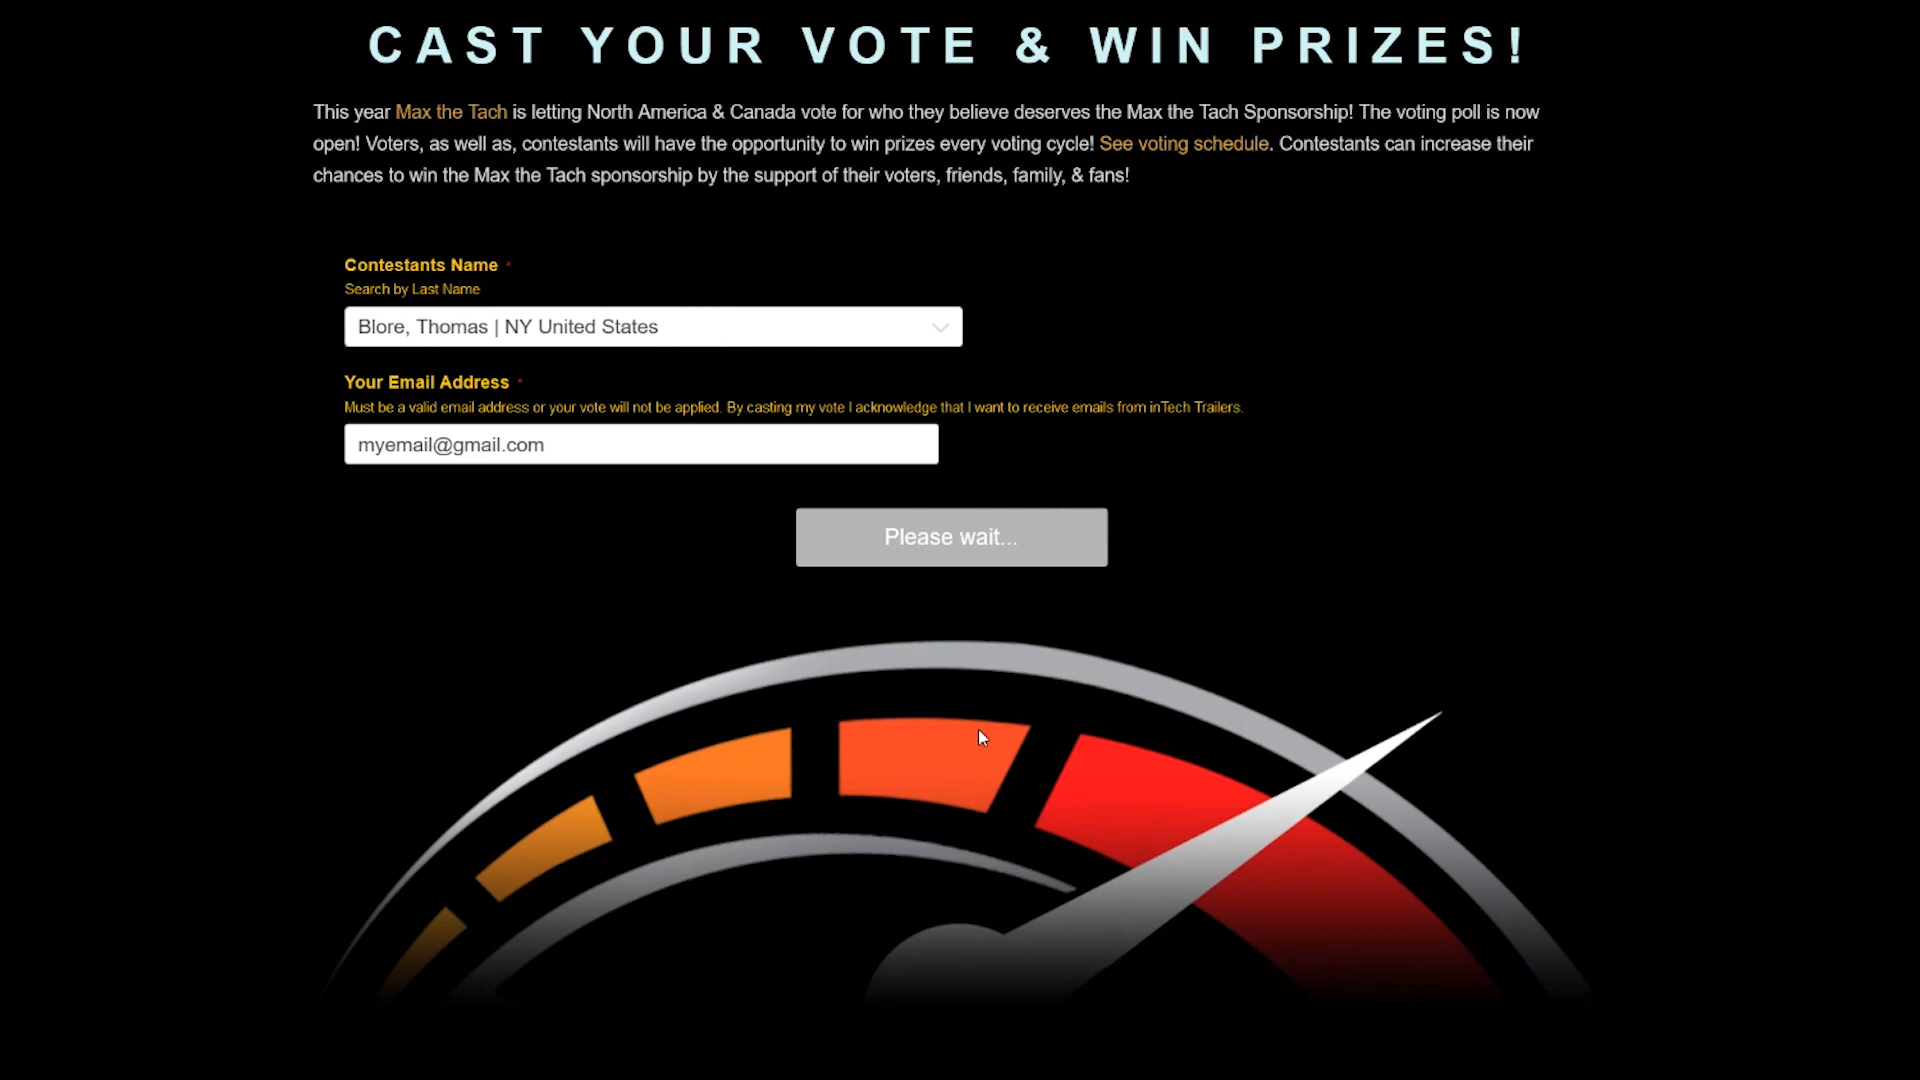 CAST YOUR VOTE & WIN PRIZES!
This year Max the Tach is letting North America & Canada vote for who they believe deserves the Max the Tach Sponsorship! The voting poll is now
open! Voters, as well as, contestants will have the opportunity to win prizes every voting cycle! See voting schedule. Contestants can increase their
chances to win the Max the Tach sponsorship by the support of their voters, friends, family, & fans!
Contestants Name *
Search by Last Name
Blore, Thomas | NY United States
Your Email Address *
Must be a valid email address or your vote will not be applied. By casting my vote I acknowledge that I want to receive emails from inTech Trailers.
myemail@gmail.com
Please wait...